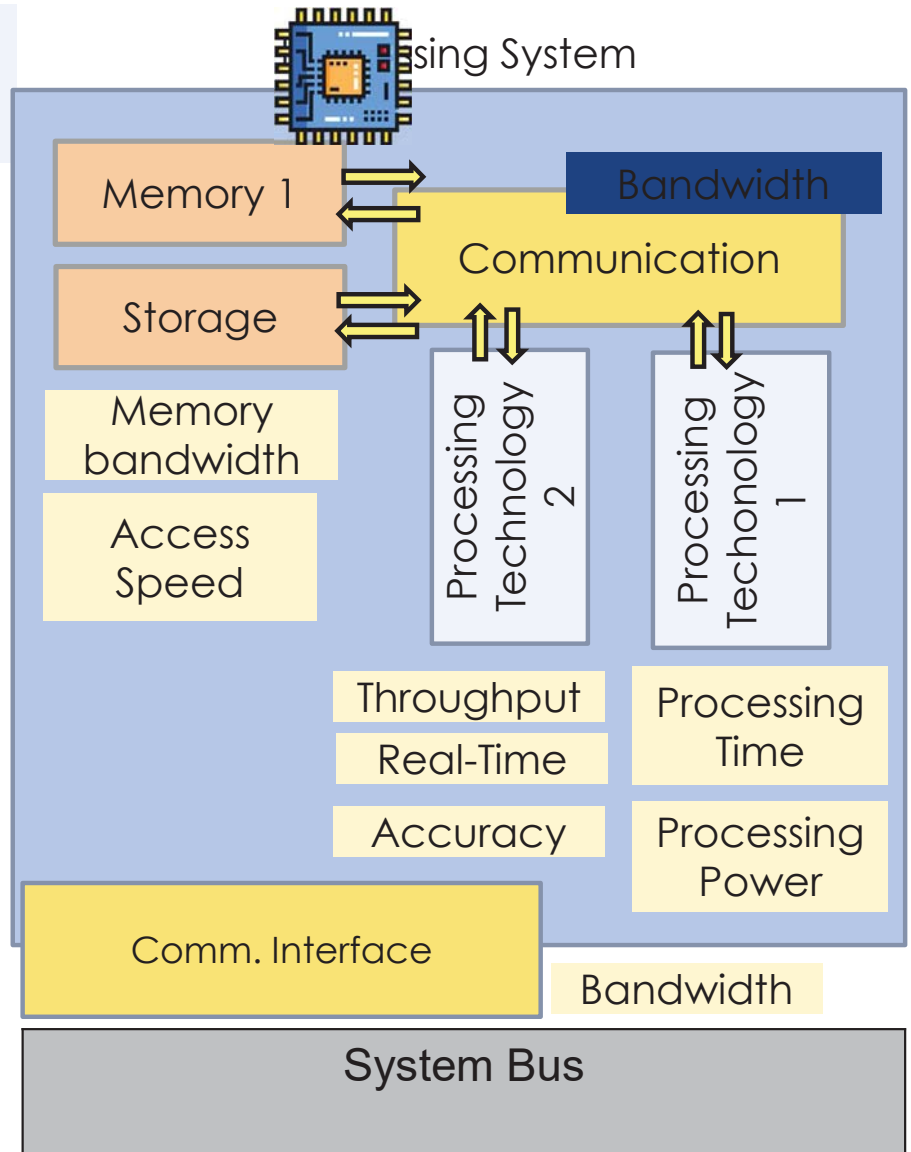 sing System
Memory 1
Bandwidth
Communication
Storage
Memory
bandwidth
Access
Speed
Processing
Technology
2
Processing
Techonology
1
Throughput
Real-Time
Accuracy
Processing
Time
Processing
Power
Comm. Interface
Bandwidth
System Bus